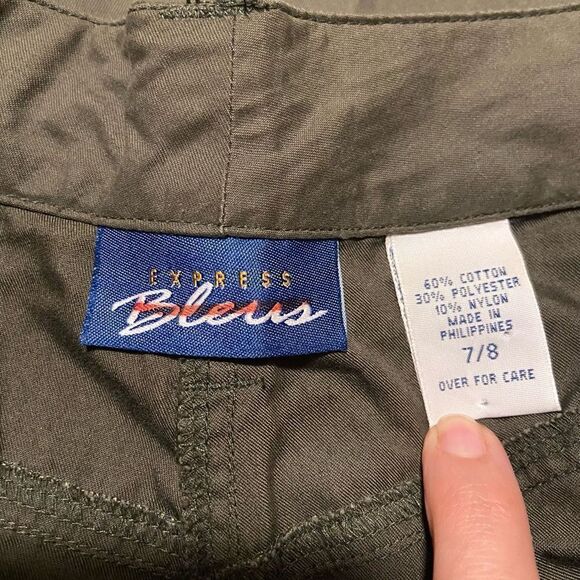 EXPRESS
Bleus
60% COTTON
30% POLYESTER
10% NYLON
MADE IN
PHILIPPINES
7/8
OVER FOR CARE